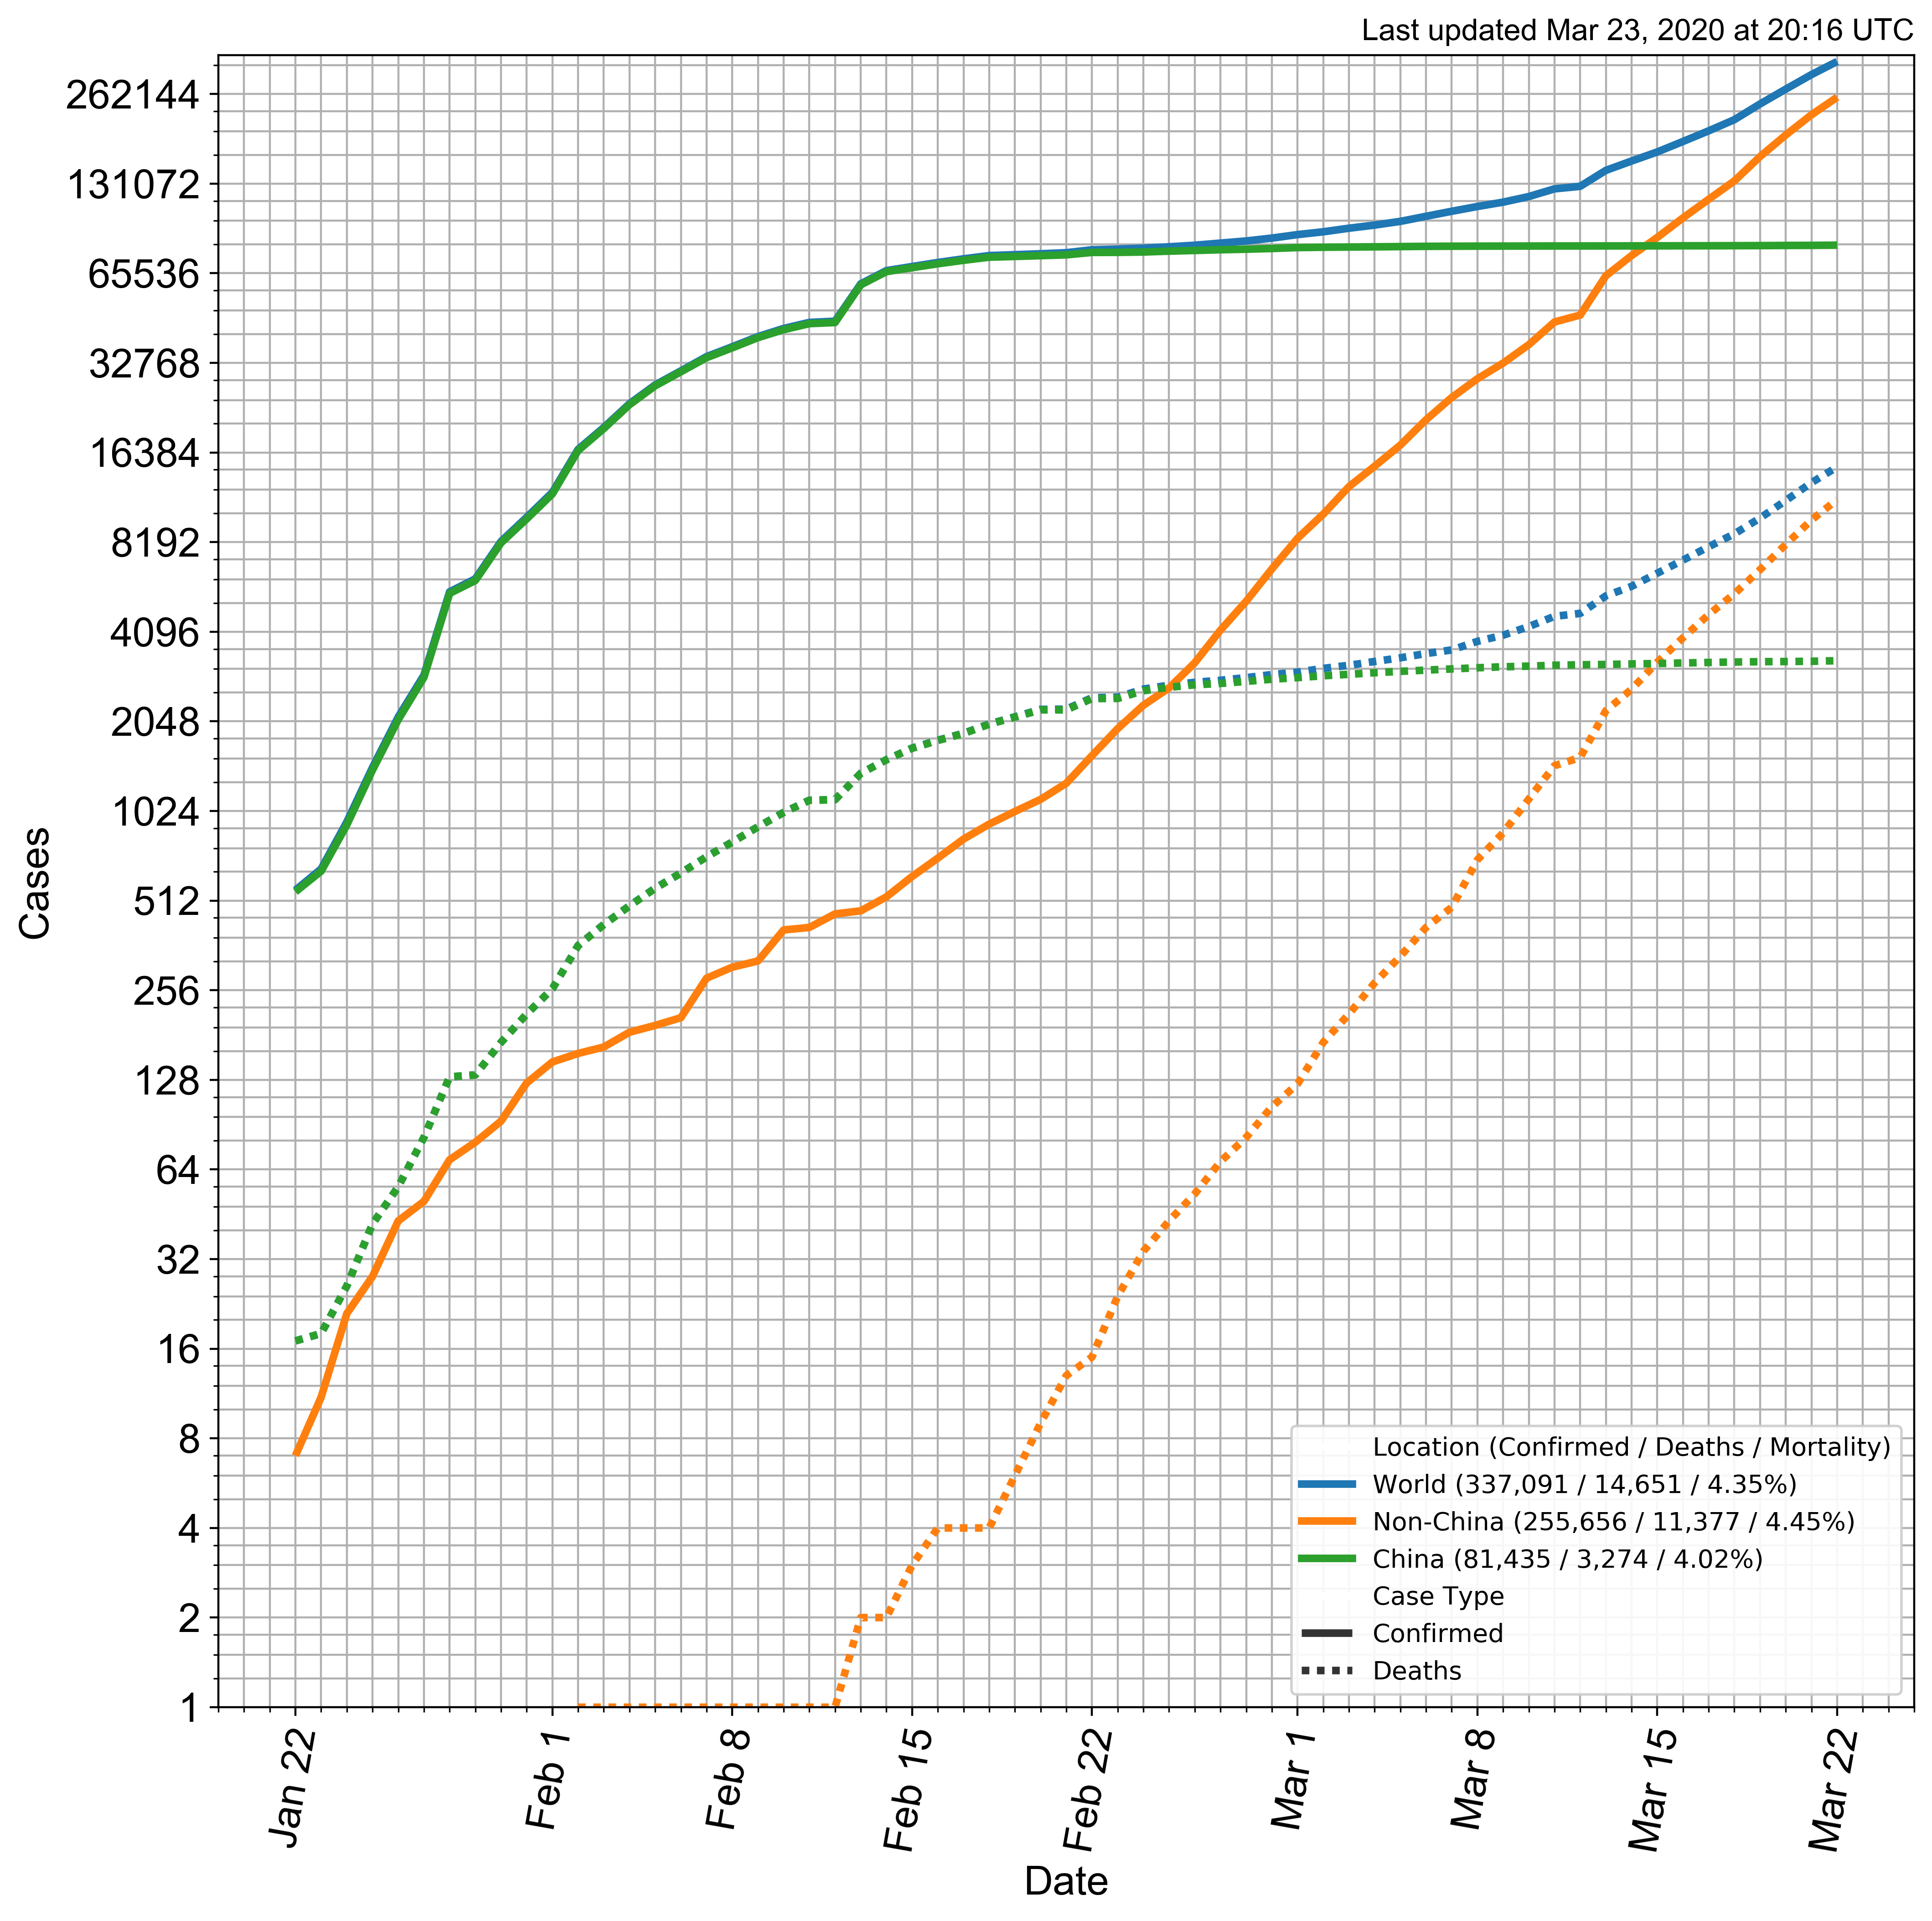 Last updated Mar 23, 2020 at 20:16 UTC
262144
131072
65536
32768
16384
8192
4096
2048
1024
512
256
128
64
32
16
8
4
2
1
Cases
Location (Confirmed / Deaths / Mortality)
World (337,091 / 14,651 / 4.35%)
Non-China (255,656 / 11,377 / 4.45%)
China (81,435 / 3,274 / 4.02%)
Case Type
Confirmed
Deaths
Jan 22
Feb 1
Feb 8
Feb 15
Feb 22
Mar 1
Mar 8
Mar 15
Mar 22
Date